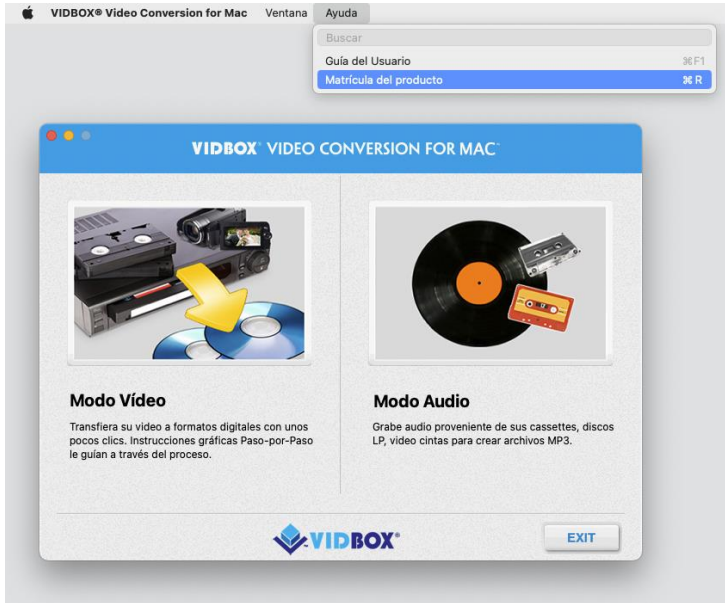 VIDBOX® Video Conversion for Mac Ventana Ayuda
Buscar
Guía del Usuario ⌘F1
Matrícula del producto ⌘R
VIDBOX® VIDEO CONVERSION FOR MAC™
Modo Vídeo
Transfiera su video a formatos digitales con unos
pocos clics. Instrucciones gráficas Paso-por-Paso
le guían a través del proceso.
Modo Audio
Grabe audio proveniente de sus cassettes, discos
LP, video cintas para crear archivos MP3.
VIDBOX®
EXIT